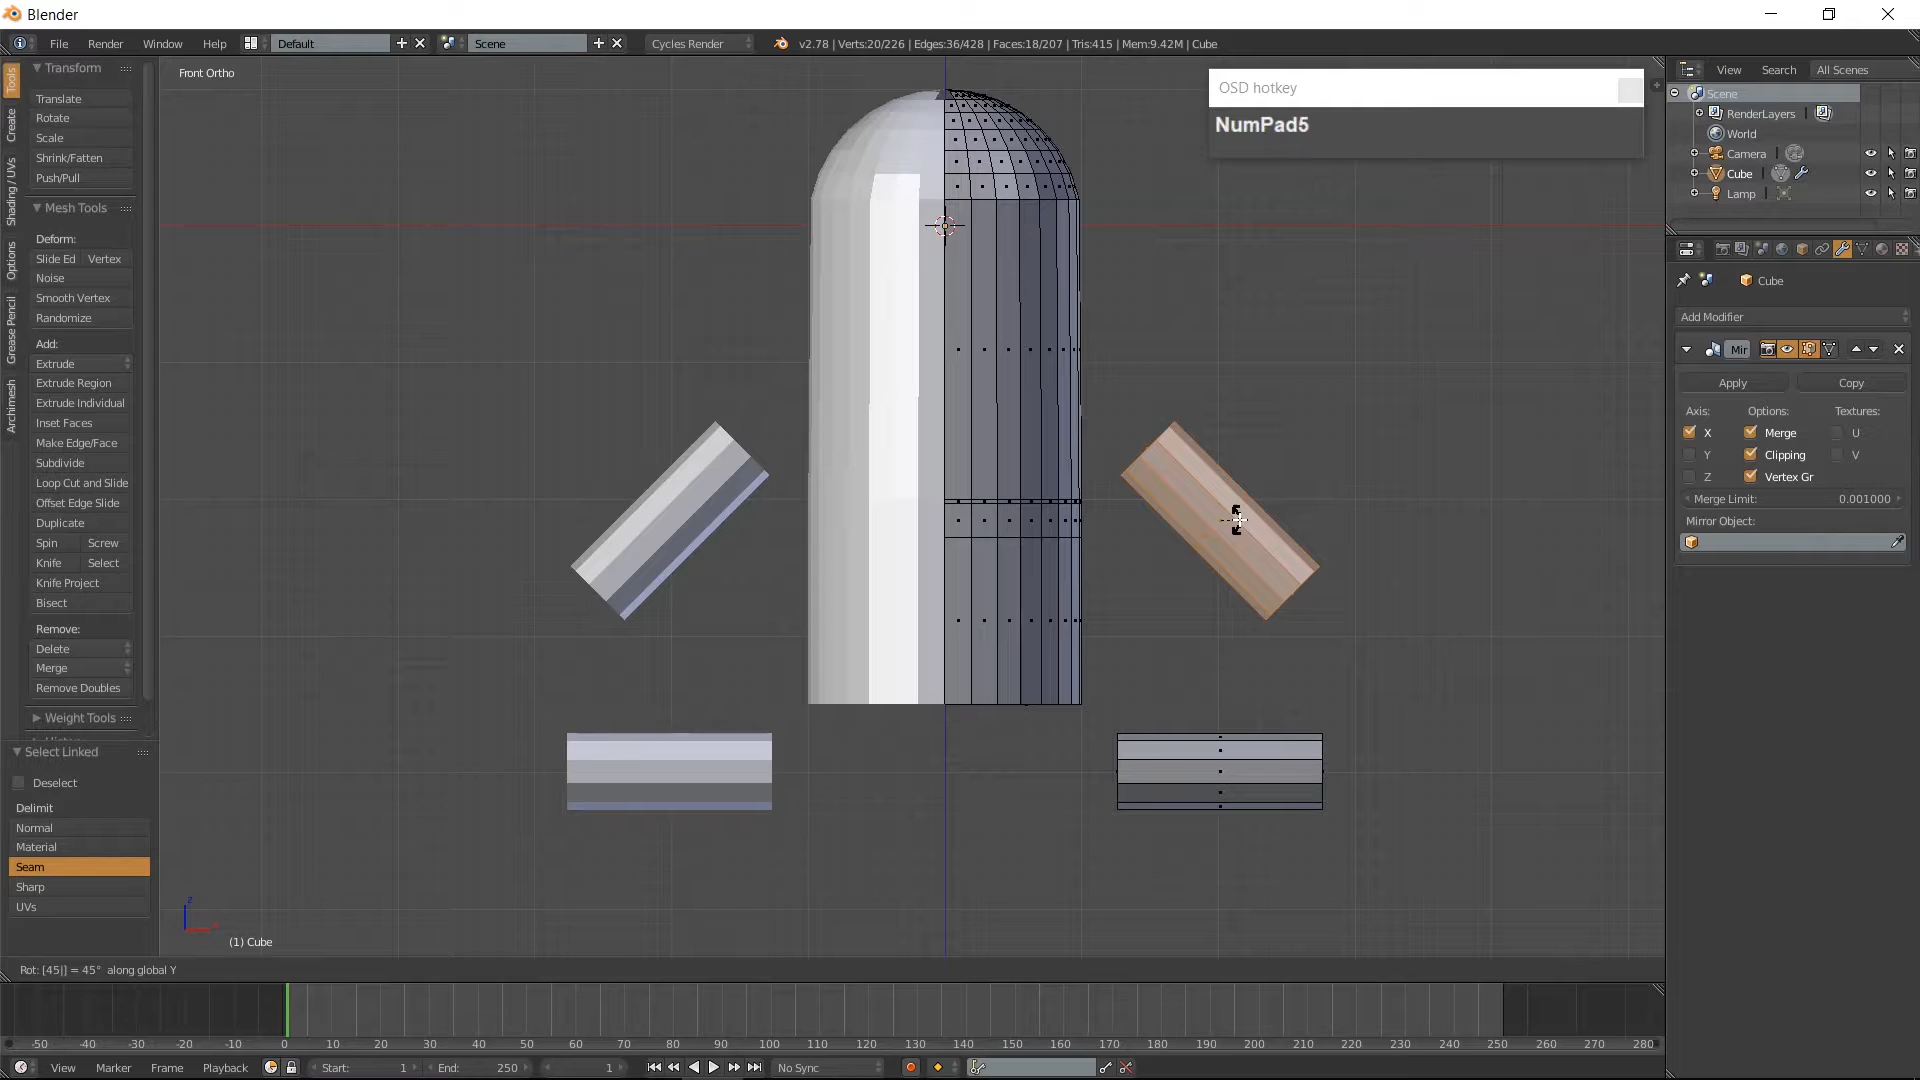 Blender
File Render Window Help Default Scene Cycles Render v2.78 | Verts:20/226 | Edges:36/428 | Faces:18/207 | Tris:415 | Mem:9.42M | Cube
Tools
Create
Shading / UVs
Options
Grease Pencil
Archimesh
Transform
Translate
Rotate
Scale
Shrink/Fatten
Push/Pull
Mesh Tools
Deform:
Slide Ed Vertex
Noise
Smooth Vertex
Randomize
Add:
Extrude
Extrude Region
Extrude Individual
Inset Faces
Make Edge/Face
Subdivide
Loop Cut and Slide
Offset Edge Slide
Duplicate
Spin Screw
Knife Select
Knife Project
Bisect
Remove:
Delete
Merge
Remove Doubles
Weight Tools
Select Linked
Deselect
Delimit
Normal
Material
Seam
Sharp
UVs
Front Ortho
OSD hotkey
NumPad5
z
(1) Cube
Rot: [45|] = 45° along global Y
View Search All Scenes
Scene
RenderLayers
World
Camera
Cube
Lamp
Cube
Add Modifier
Mir
Apply Copy
Axis: Options: Textures:
X Merge U
Y Clipping V
Z Vertex Gr
Merge Limit: 0.001000
Mirror Object:
-50 -40 -30 -20 -10 0 10 20 30 40 50 60 70 80 90 100 110 120 130 140 150 160 170 180 190 200 210 220 230 240 250 260 270 280
View Marker Frame Playback Start: 1 End: 250 1 No Sync